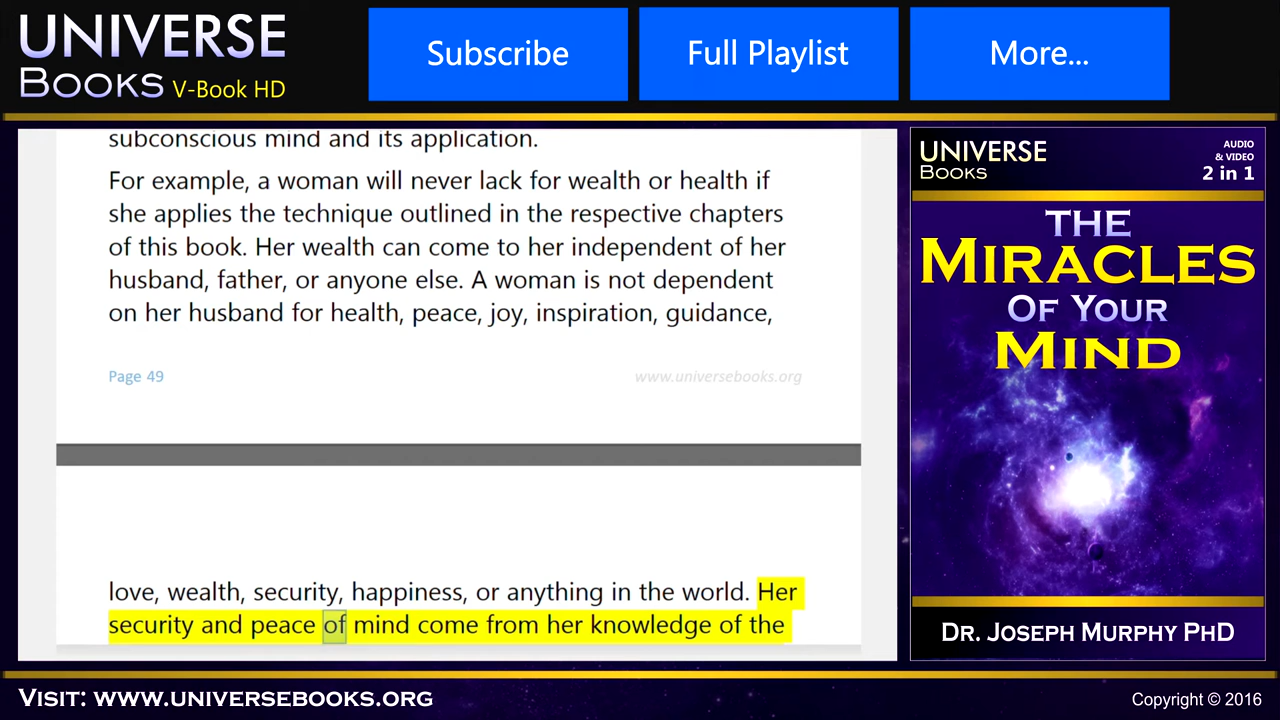 UNIVERSE
BOOKS V-Book HD
Subscribe
Full Playlist
More...
subconscious mind and its application.
For example, a woman will never lack for wealth or health if
she applies the technique outlined in the respective chapters
of this book. Her wealth can come to her independent of her
husband, father, or anyone else. A woman is not dependent
on her husband for health, peace, joy, inspiration, guidance,
Page 49
www.universebooks.org
love, wealth, security, happiness, or anything in the world. Her
security and peace of mind come from her knowledge of the
UNIVERSE
BOOKS
AUDIO
& VIDEO
2 in 1
THE
MIRACLES
OF YOUR
MIND
DR. JOSEPH MURPHY PHD
VISIT: WWW.UNIVERSEBOOKS.ORG
Copyright © 2016